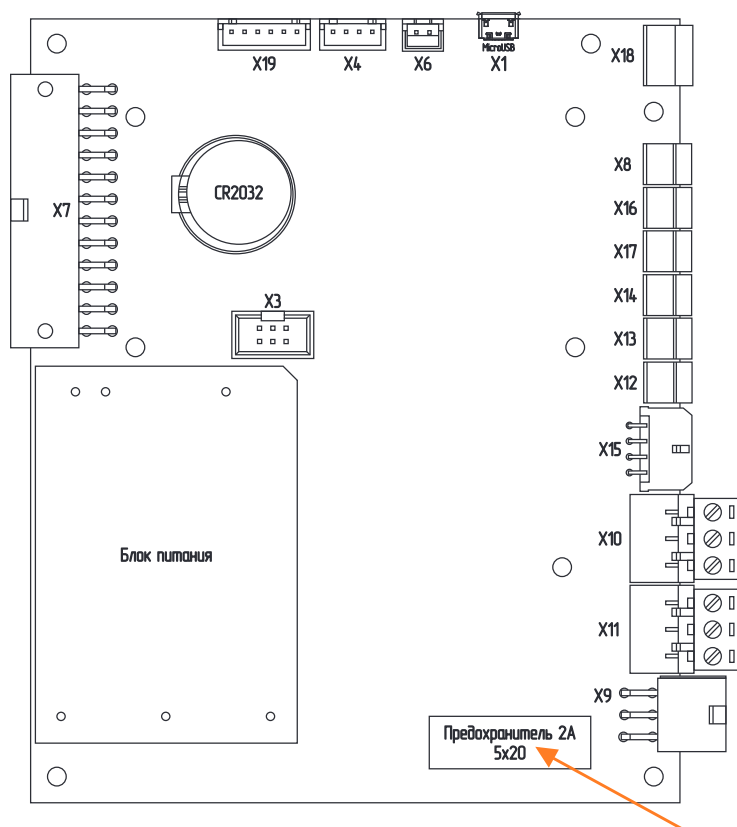 X19
X4
X6
MicroUSB
X1
X18
X8
X7
CR2032
X16
X17
X14
X3
X13
X12
X15
X10
Блок питания
X11
X9
Предохранитель 2А
5x20